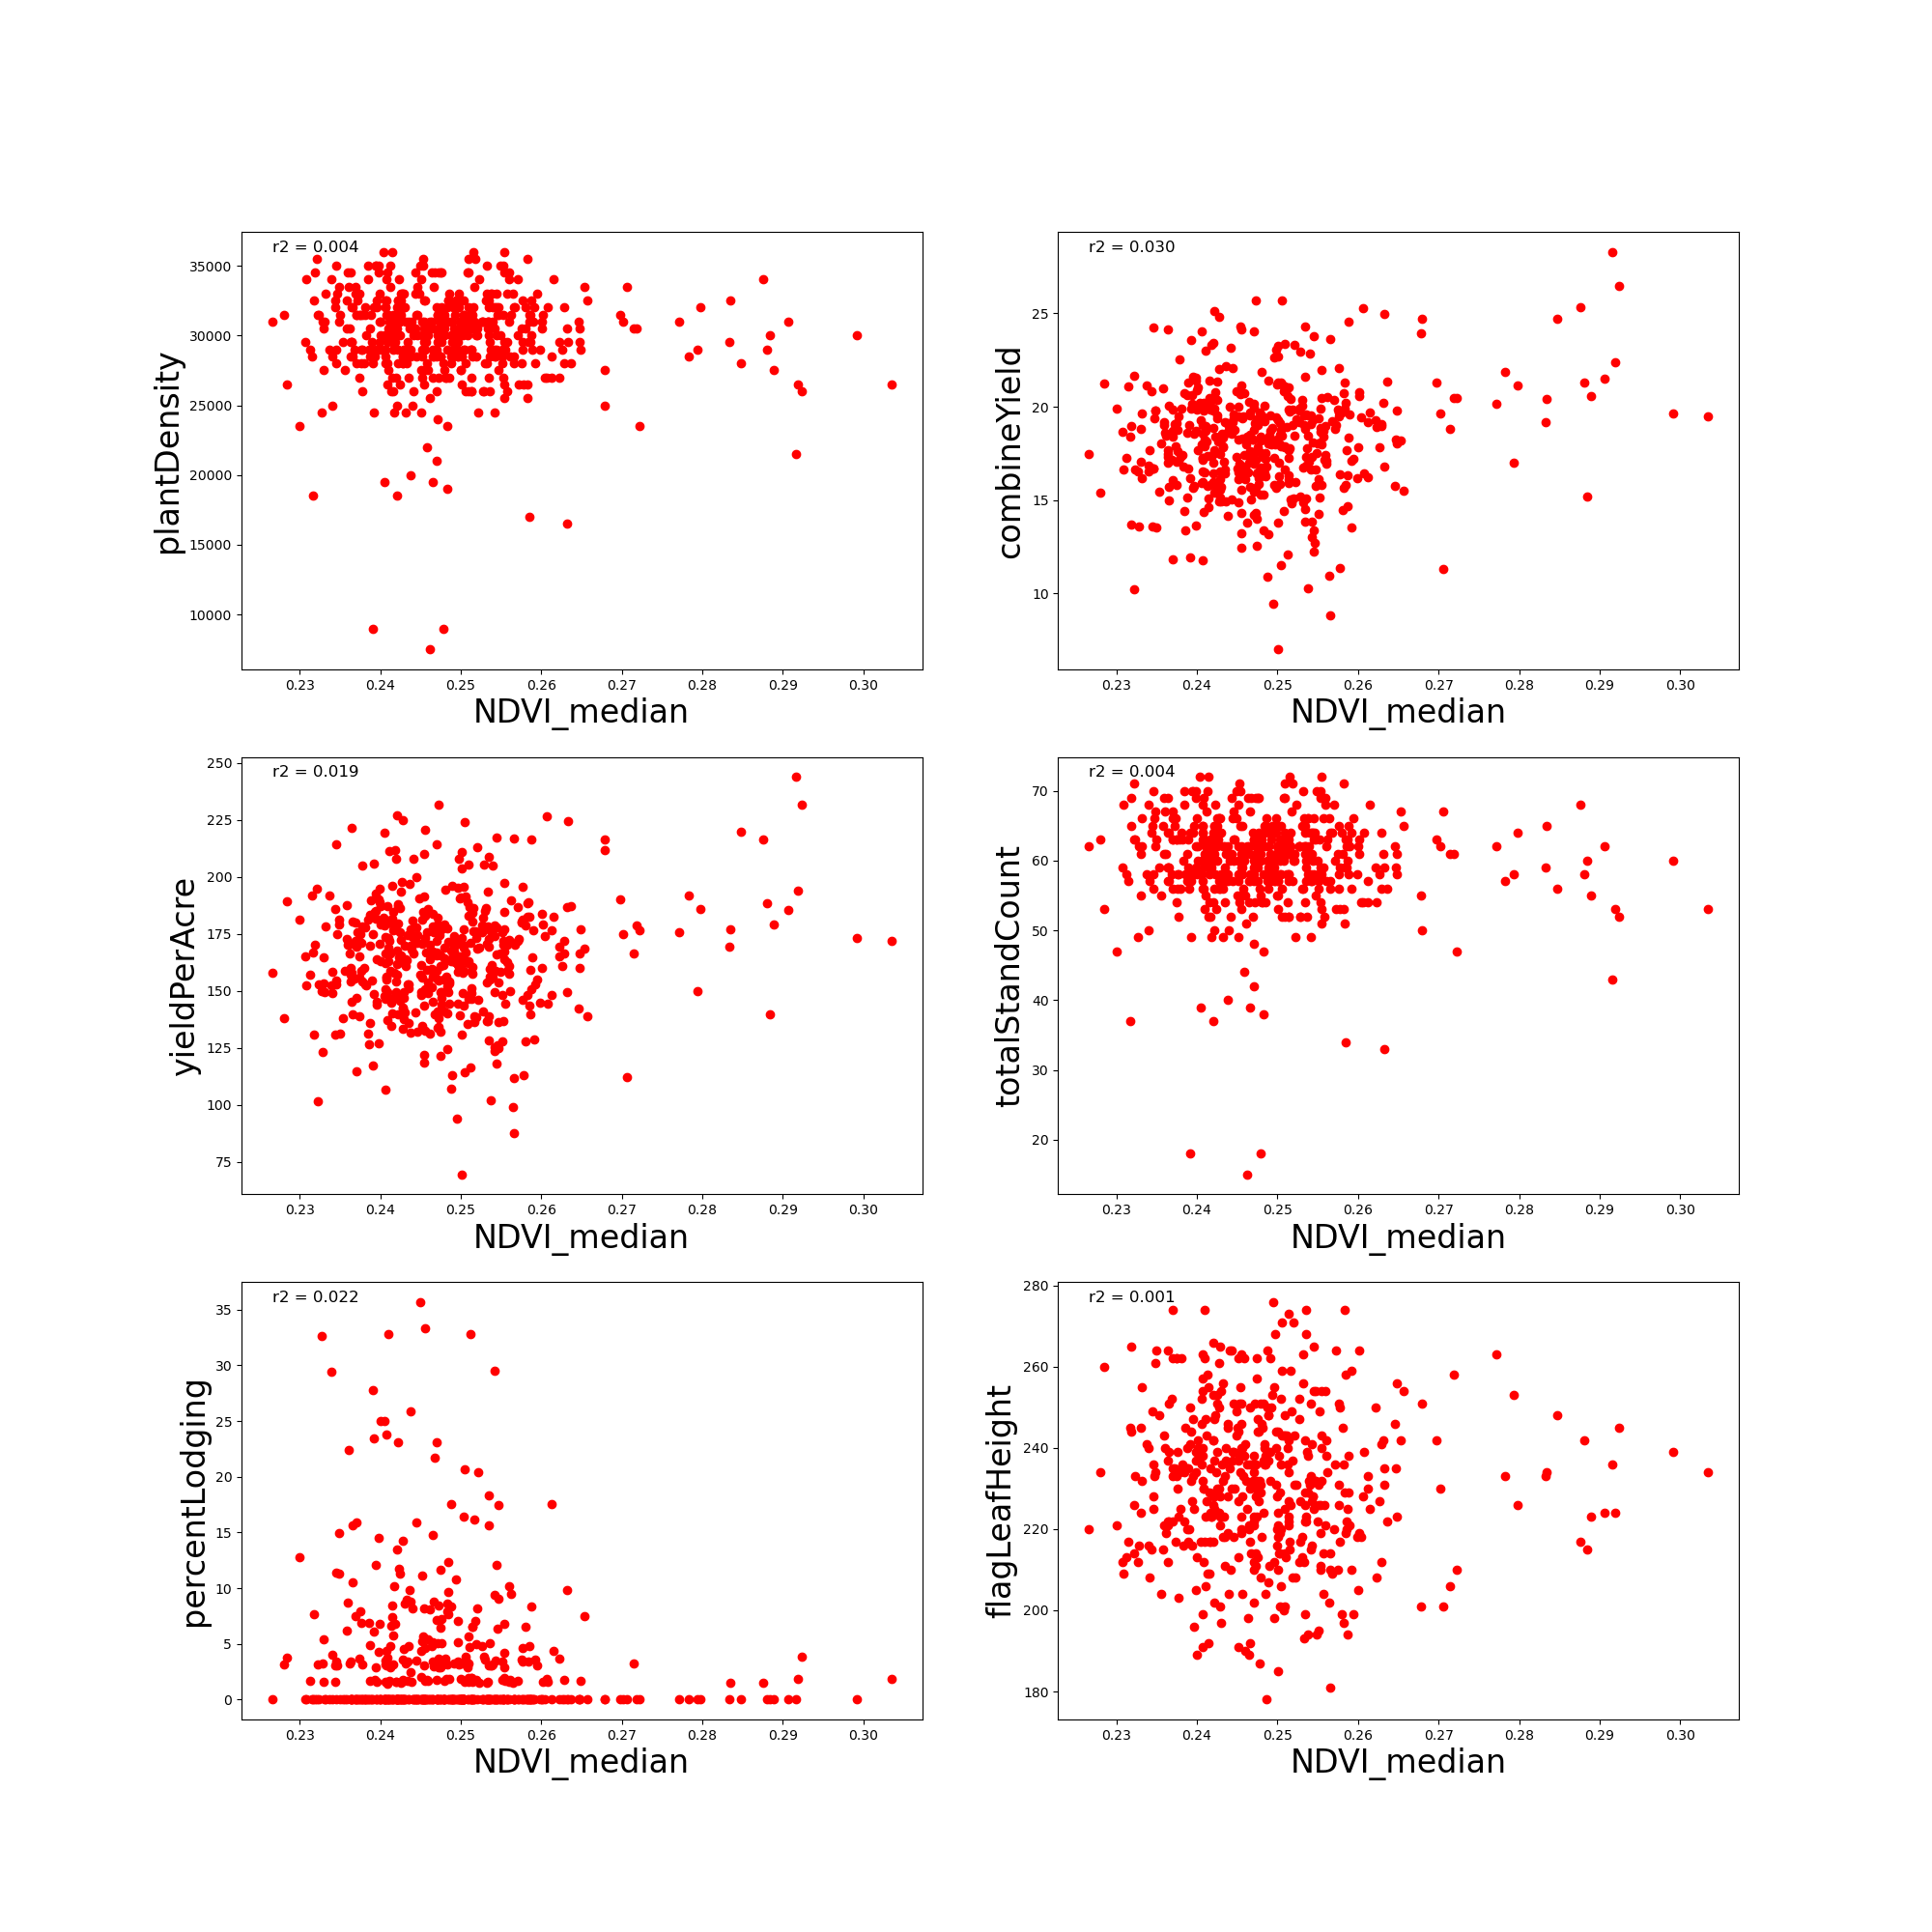 r2 = 0.004
35000
30000
25000
20000
15000
10000
plantDensity
0.23 0.24 0.25 0.26 0.27 0.28 0.29 0.30
NDVI_median
r2 = 0.030
25
20
15
10
combineYield
0.23 0.24 0.25 0.26 0.27 0.28 0.29 0.30
NDVI_median
r2 = 0.019
250
225
200
175
150
125
100
75
yieldPerAcre
0.23 0.24 0.25 0.26 0.27 0.28 0.29 0.30
NDVI_median
r2 = 0.004
70
60
50
40
30
20
totalStandCount
0.23 0.24 0.25 0.26 0.27 0.28 0.29 0.30
NDVI_median
r2 = 0.022
35
30
25
20
15
10
5
0
percentLodging
0.23 0.24 0.25 0.26 0.27 0.28 0.29 0.30
NDVI_median
r2 = 0.001
280
260
240
220
200
180
flagLeafHeight
0.23 0.24 0.25 0.26 0.27 0.28 0.29 0.30
NDVI_median